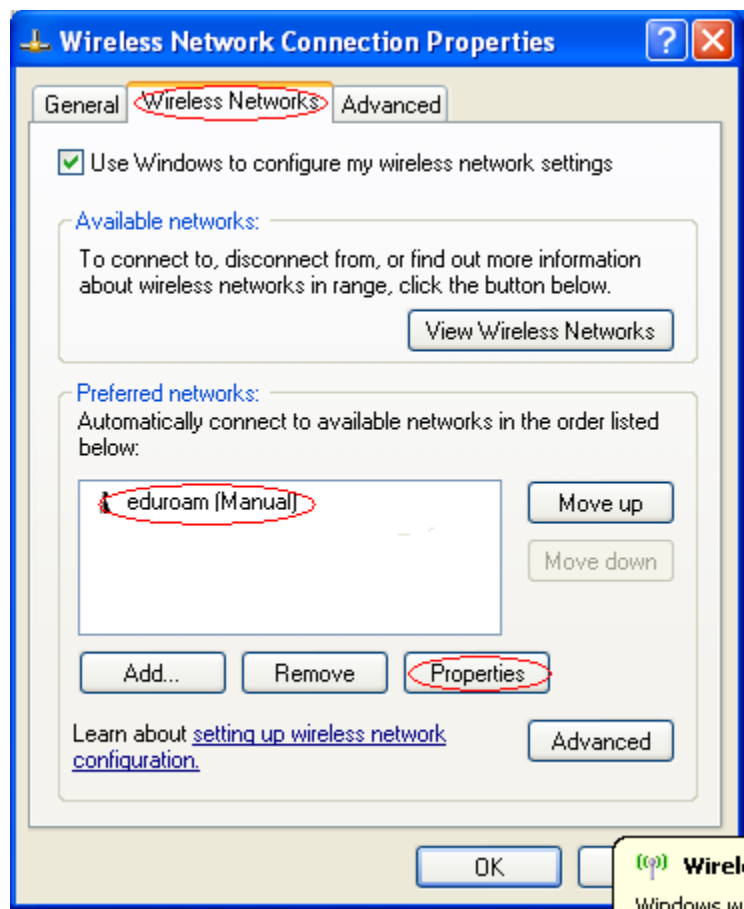 Wireless Network Connection Properties
General Wireless Networks Advanced
Use Windows to configure my wireless network settings
Available networks:
To connect to, disconnect from, or find out more information
about wireless networks in range, click the button below.
View Wireless Networks
Preferred networks:
Automatically connect to available networks in the order listed
below:
eduroam (Manual)
Move up
Move down
Add... Remove Properties
Learn about setting up wireless network
configuration.
Advanced
OK
Windows